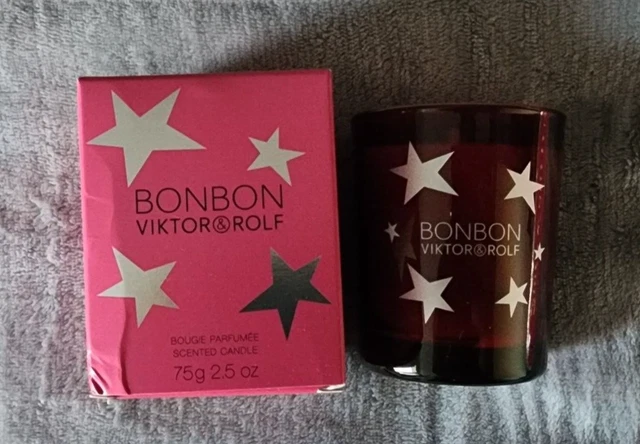 BONBON
VIKTOR&ROLF
BOUGIE PARFUMÉE
SCENTED CANDLE
75g 2.5 oz
BONBON
VIKTOR&ROLF